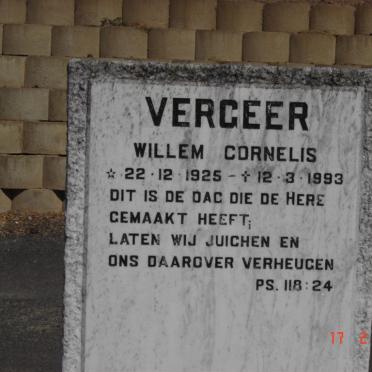 VERGEER
WILLEM CORNELIS
☆ 22·12·1925 - ✝ 12·3·1993
DIT IS DE DAG DIE DE HERE
GEMAAKT HEEFT;
LATEN WIJ JUICHEN EN
ONS DAAROVER VERHEUGEN
PS. 118:24
17